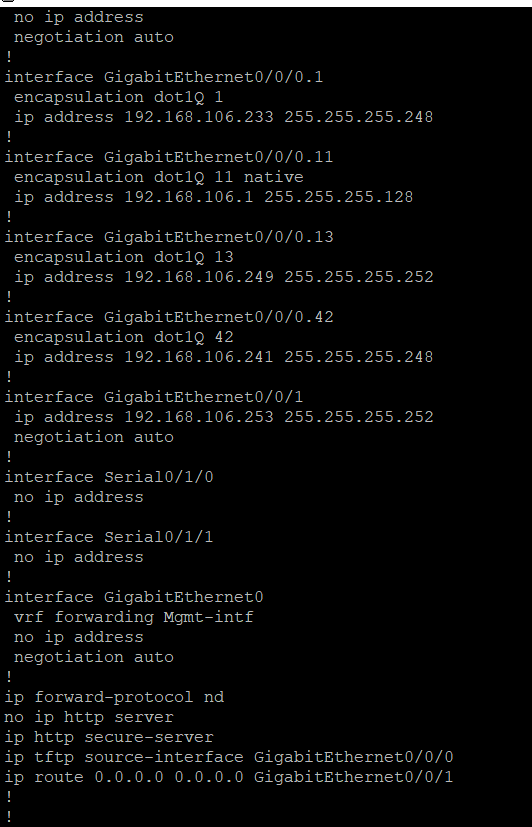 no ip address
negotiation auto
!
interface GigabitEthernet0/0/0.1
encapsulation dot1Q 1
ip address 192.168.106.233 255.255.255.248
!
interface GigabitEthernet0/0/0.11
encapsulation dot1Q 11 native
ip address 192.168.106.1 255.255.255.128
!
interface GigabitEthernet0/0/0.13
encapsulation dot1Q 13
ip address 192.168.106.249 255.255.255.252
!
interface GigabitEthernet0/0/0.42
encapsulation dot1Q 42
ip address 192.168.106.241 255.255.255.248
!
interface GigabitEthernet0/0/1
ip address 192.168.106.253 255.255.255.252
negotiation auto
!
interface Serial0/1/0
no ip address
!
interface Serial0/1/1
no ip address
!
interface GigabitEthernet0
vrf forwarding Mgmt-intf
no ip address
negotiation auto
!
ip forward-protocol nd
no ip http server
ip http secure-server
ip tftp source-interface GigabitEthernet0/0/0
ip route 0.0.0.0 0.0.0.0 GigabitEthernet0/0/1
!
!